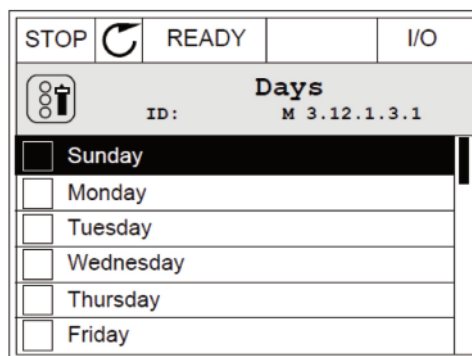 STOP READY I/O
Days
ID: M 3.12.1.3.1
Sunday
Monday
Tuesday
Wednesday
Thursday
Friday